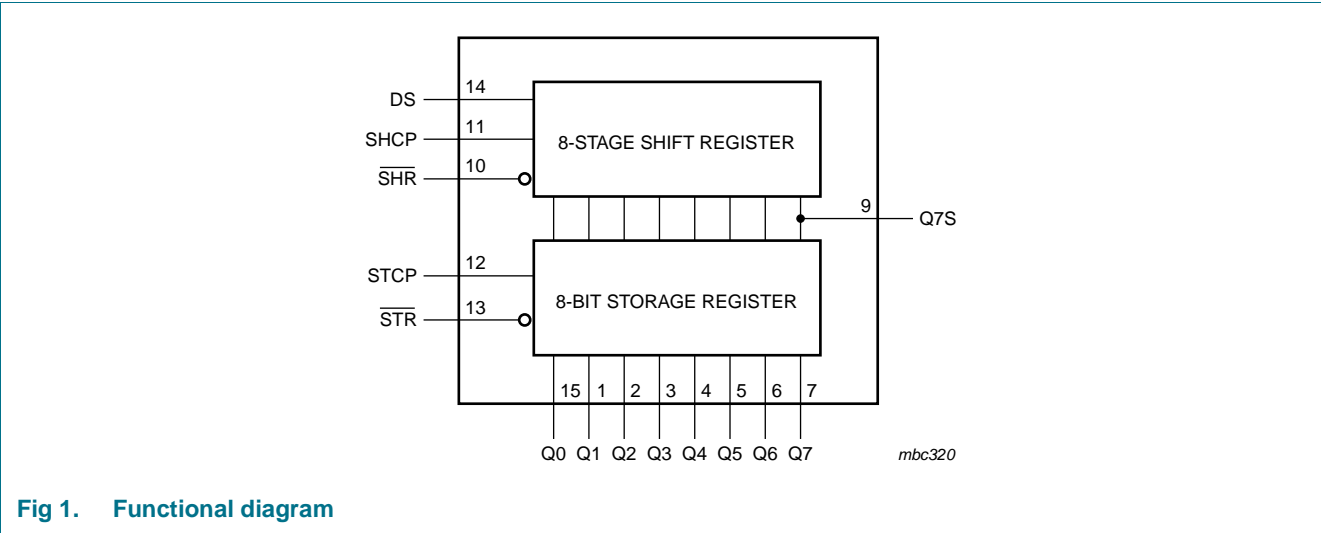 DS 14
SHCP 11
8-STAGE SHIFT REGISTER
S̅H̅R̅ 10
9 Q7S
STCP 12
8-BIT STORAGE REGISTER
S̅T̅R̅ 13
15 1 2 3 4 5 6 7
Q0 Q1 Q2 Q3 Q4 Q5 Q6 Q7
mbc320
Fig 1. Functional diagram